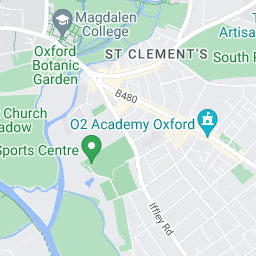 Magdalen
College
Oxford
Botanic
Garden
ST CLEMENT'S
The
Artisa
South P
B480
Church
adow
O2 Academy Oxford
Sports Centre
Iffley Rd